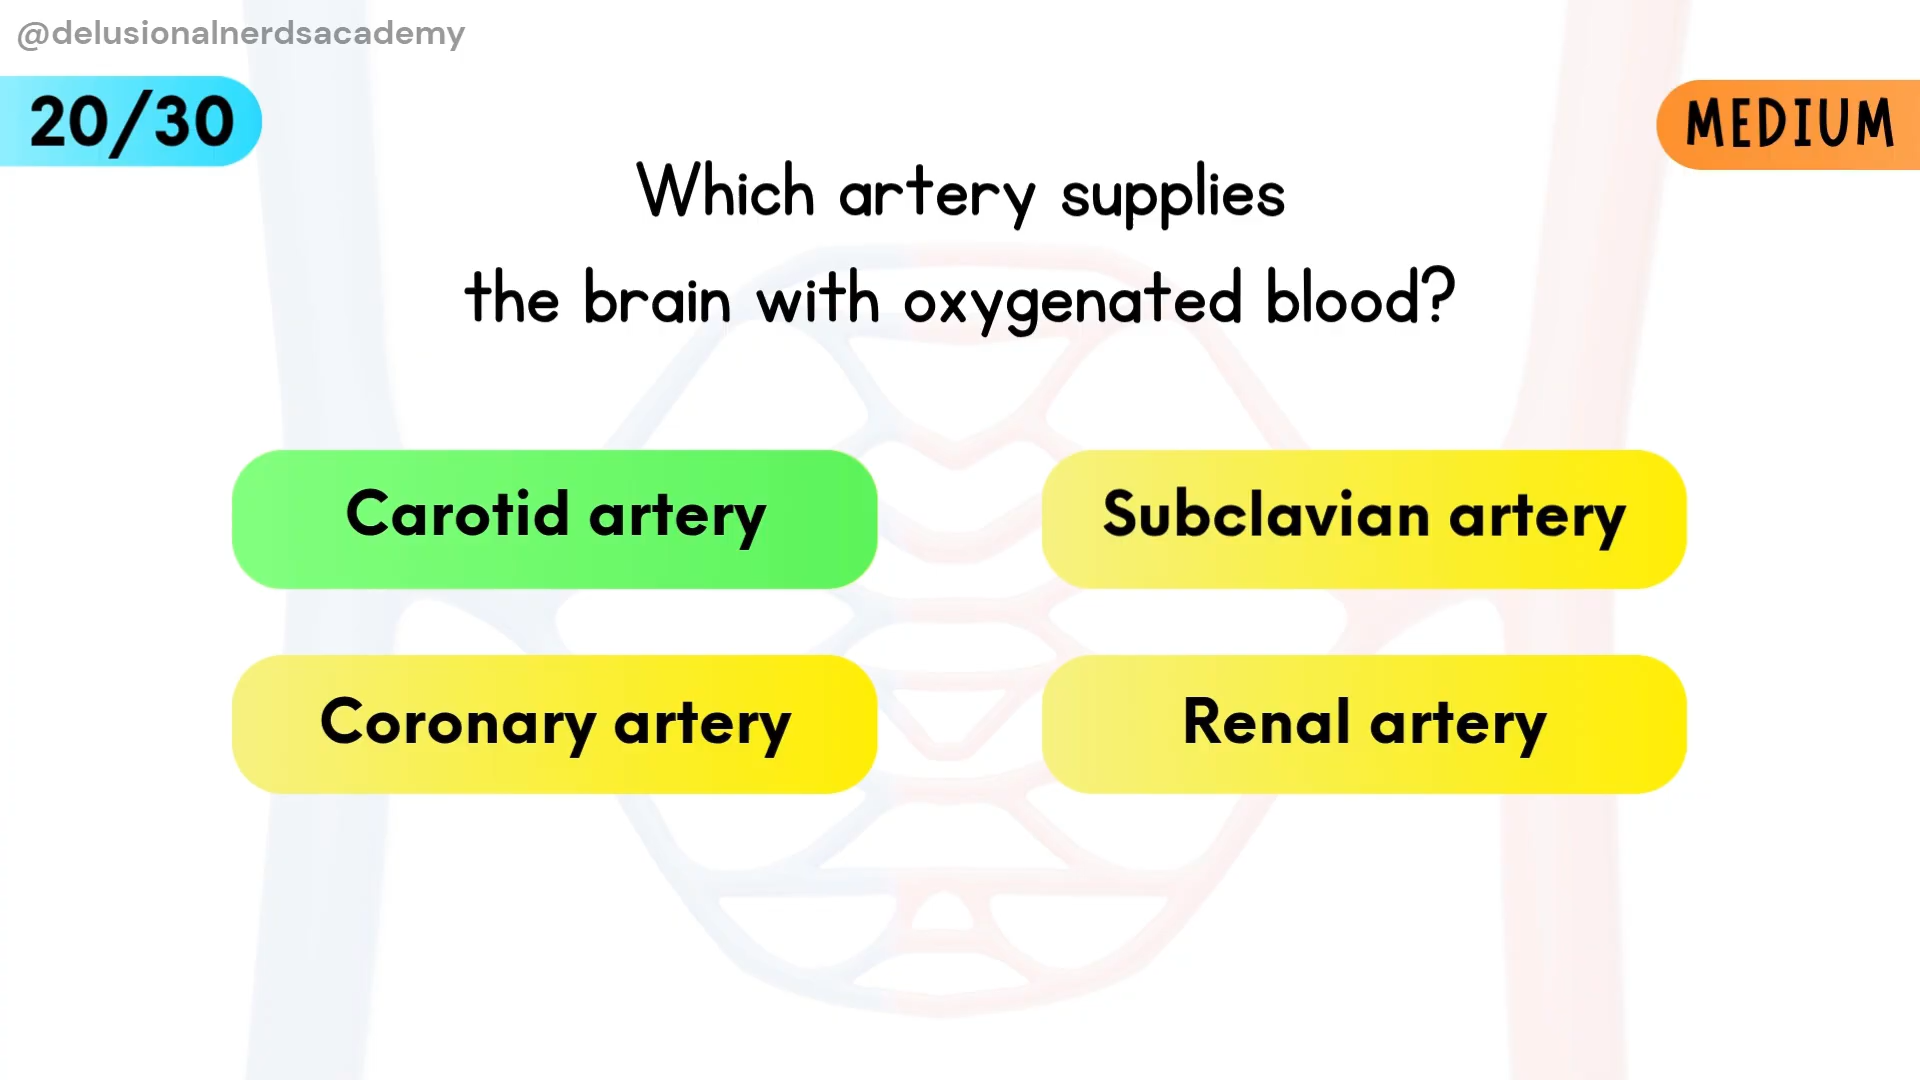 @delusionalnerdsacademy
20/30
MEDIUM
Which artery supplies
the brain with oxygenated blood?
Carotid artery
Subclavian artery
Coronary artery
Renal artery